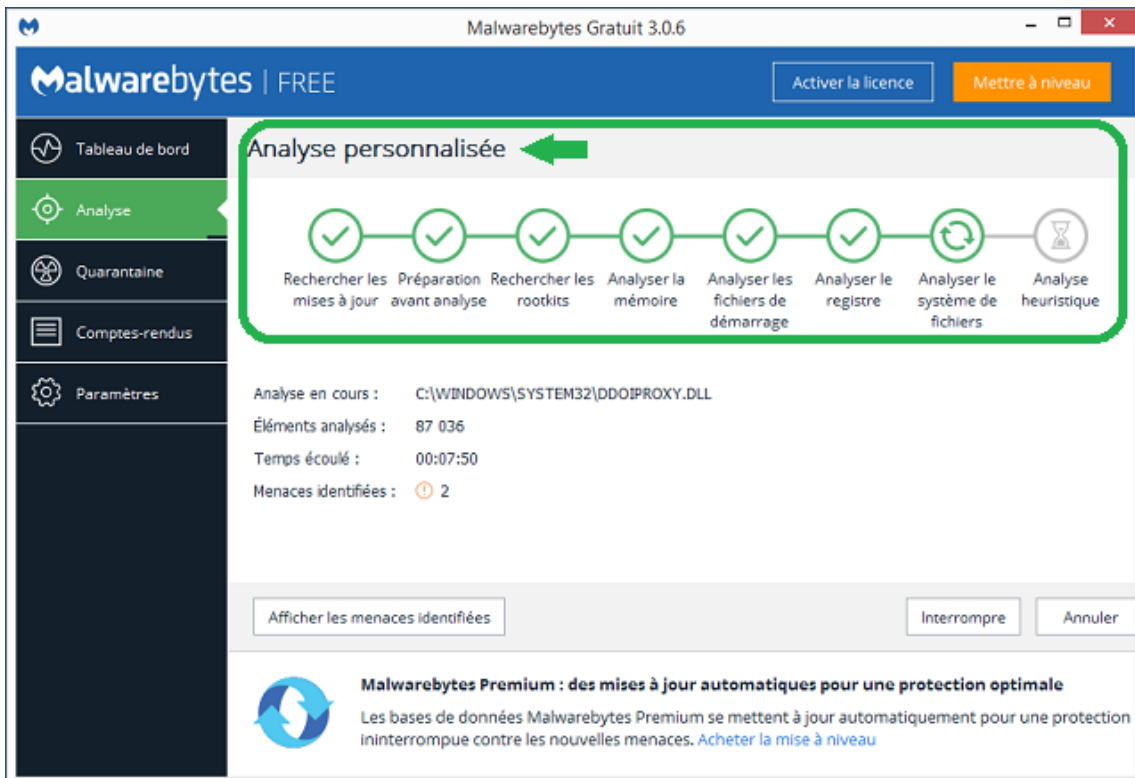 Malwarebytes Gratuit 3.0.6
Malwarebytes | FREE
Activer la licence
Mettre à niveau
Tableau de bord
Analyse
Quarantaine
Comptes-rendus
Paramètres
Analyse personnalisée
Rechercher les
mises à jour
Préparation
avant analyse
Rechercher les
rootkits
Analyser la
mémoire
Analyser les
fichiers de
démarrage
Analyser le
registre
Analyser le
système de
fichiers
Analyse
heuristique
Analyse en cours : C:\WINDOWS\SYSTEM32\DDOIPROXY.DLL
Éléments analysés : 87 036
Temps écoulé : 00:07:50
Menaces identifiées : 2
Afficher les menaces identifiées
Interrompre
Annuler
Malwarebytes Premium : des mises à jour automatiques pour une protection optimale
Les bases de données Malwarebytes Premium se mettent à jour automatiquement pour une protection
ininterrompue contre les nouvelles menaces. Acheter la mise à niveau